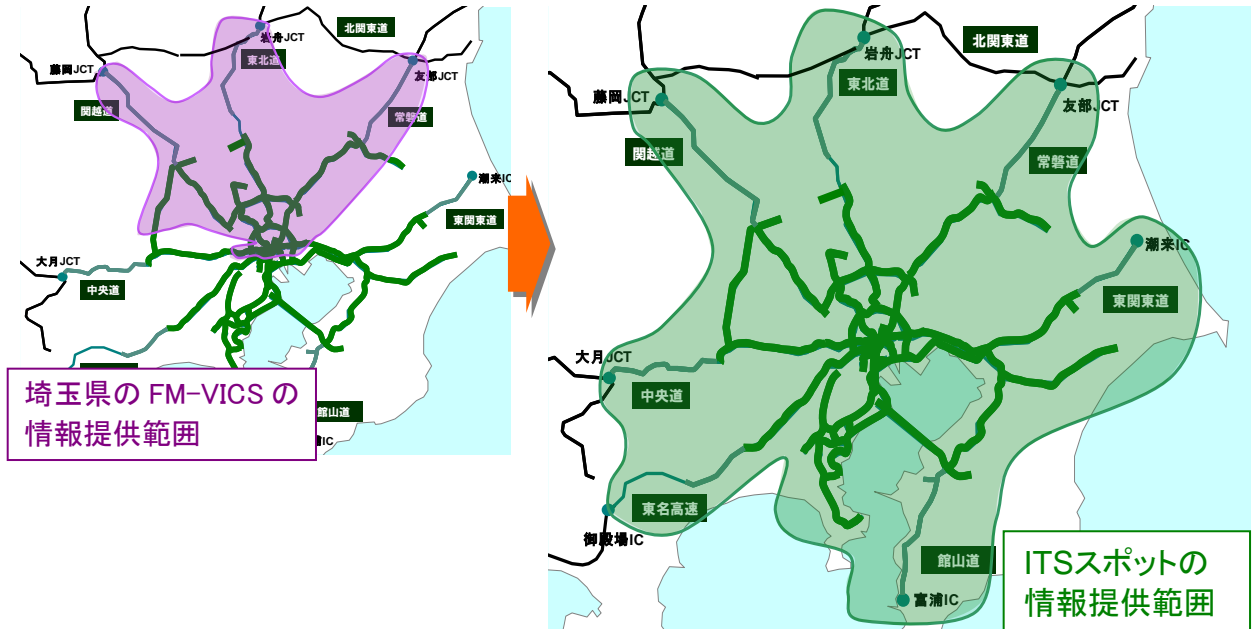 北関東道
岩舟JCT
東北道
藤岡JCT
友部JCT
関越道
常磐道
潮来IC
東関東道
大月JCT
中央道
館山道
埼玉県の FM-VICS の
情報提供範囲
北関東道
岩舟JCT
東北道
藤岡JCT
友部JCT
関越道
常磐道
潮来IC
東関東道
大月JCT
中央道
東名高速
御殿場IC
館山道
富浦IC
ITSスポットの
情報提供範囲